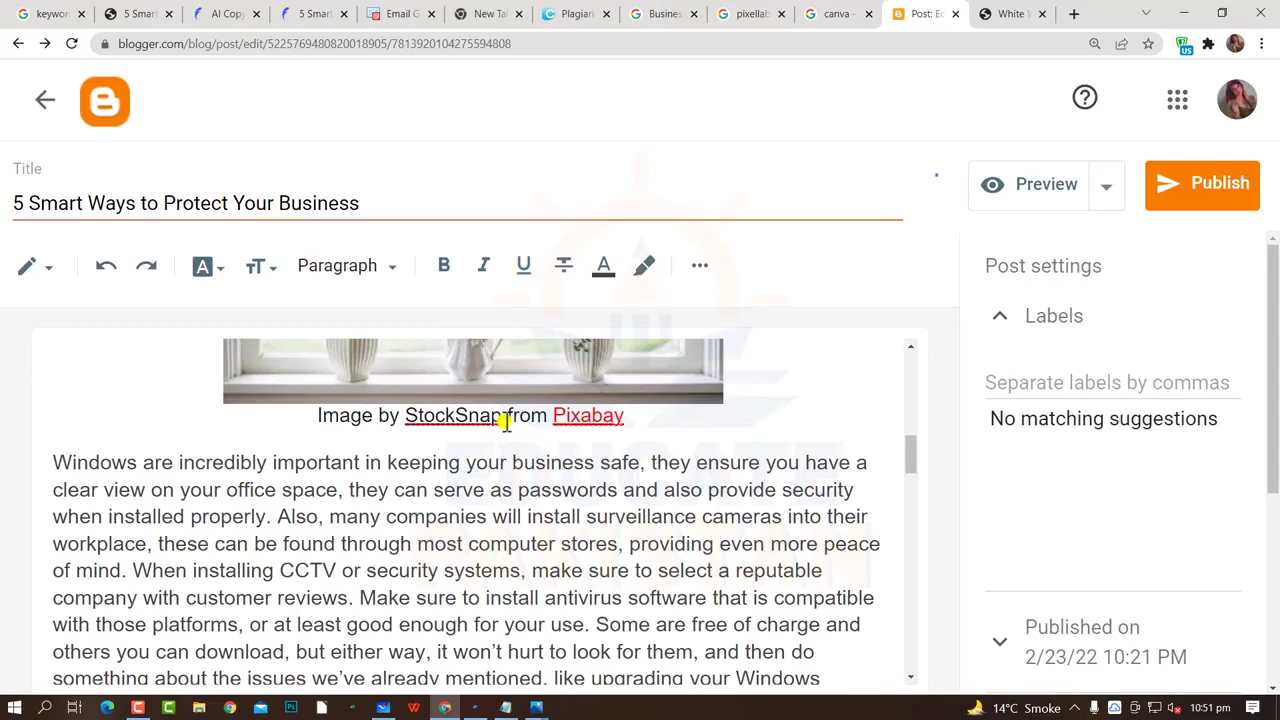 keywor
5 Smar
AI Copy
5 Smart
Email G
New Tal
Plagiari
Busines
pixellab
canva -
Post: Ec
White W
blogger.com/blog/post/edit/5225769480820018905/7813920104275594808
US
Title
5 Smart Ways to Protect Your Business
Preview
Publish
Paragraph
B I U A
Post settings
Labels
Separate labels by commas
No matching suggestions
Published on
2/23/22 10:21 PM
Image by StockSnap from Pixabay
Windows are incredibly important in keeping your business safe, they ensure you have a
clear view on your office space, they can serve as passwords and also provide security
when installed properly. Also, many companies will install surveillance cameras into their
workplace, these can be found through most computer stores, providing even more peace
of mind. When installing CCTV or security systems, make sure to select a reputable
company with customer reviews. Make sure to install antivirus software that is compatible
with those platforms, or at least good enough for your use. Some are free of charge and
others you can download, but either way, it won't hurt to look for them, and then do
something about the issues we've already mentioned, like upgrading your Windows
EDUCATE
PAKISTAN
14°C Smoke
10:51 pm